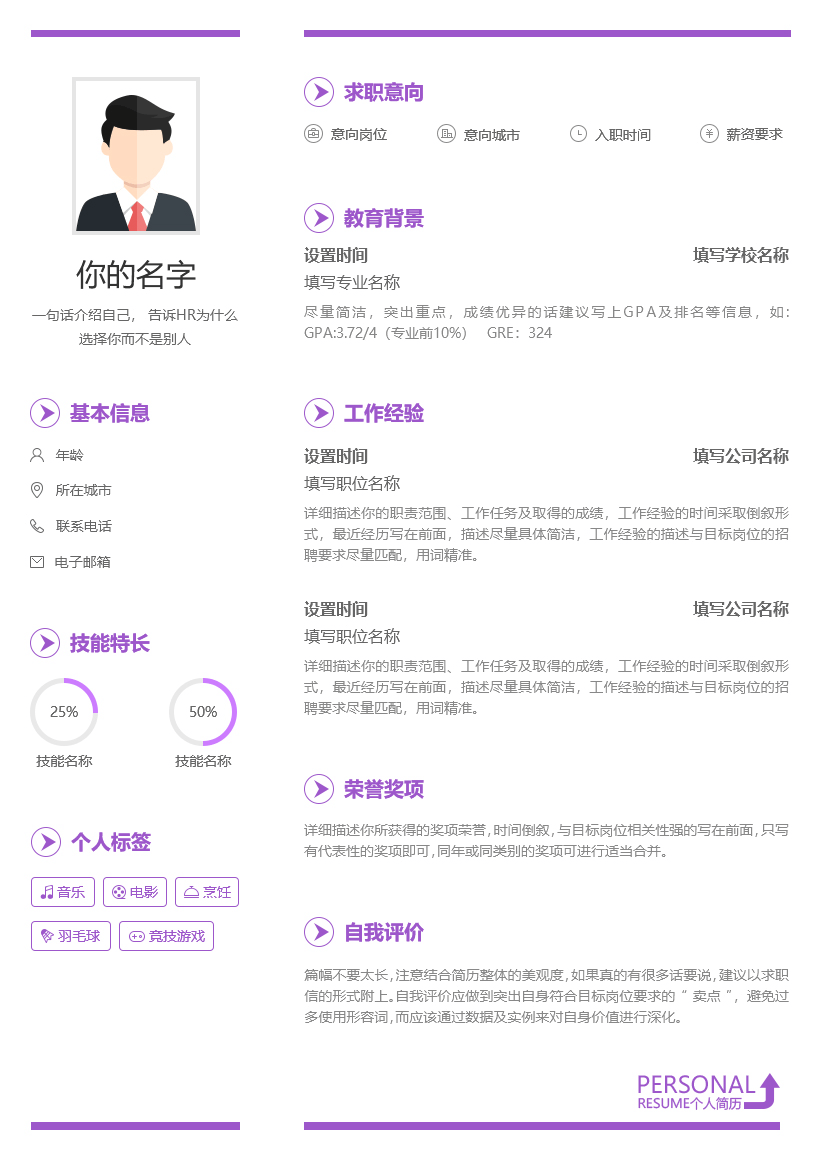 你的名字
一句话介绍自己， 告诉HR为什么
选择你而不是别人
基本信息
年龄
所在城市
联系电话
电子邮箱
技能特长
25%
50%
技能名称
技能名称
个人标签
音乐
电影
烹饪
羽毛球
竞技游戏
求职意向
意向岗位
意向城市
入职时间
薪资要求
教育背景
设置时间
填写学校名称
填写专业名称
尽量简洁，突出重点，成绩优异的话建议写上GPA及排名等信息，如:
GPA:3.72/4（专业前10%） GRE：324
工作经验
设置时间
填写公司名称
填写职位名称
详细描述你的职责范围、工作任务及取得的成绩，工作经验的时间采取倒叙形
式，最近经历写在前面，描述尽量具体简洁，工作经验的描述与目标岗位的招
聘要求尽量匹配，用词精准。
设置时间
填写公司名称
填写职位名称
详细描述你的职责范围、工作任务及取得的成绩，工作经验的时间采取倒叙形
式，最近经历写在前面，描述尽量具体简洁，工作经验的描述与目标岗位的招
聘要求尽量匹配，用词精准。
荣誉奖项
详细描述你所获得的奖项荣誉，时间倒叙，与目标岗位相关性强的写在前面，只写
有代表性的奖项即可，同年或同类别的奖项可进行适当合并。
自我评价
篇幅不要太长，注意结合简历整体的美观度，如果真的有很多话要说，建议以求职
信的形式附上。自我评价应做到突出自身符合目标岗位要求的 “ 卖点 ”，避免过
多使用形容词，而应该通过数据及实例来对自身价值进行深化。
PERSONAL
RESUME个人简历